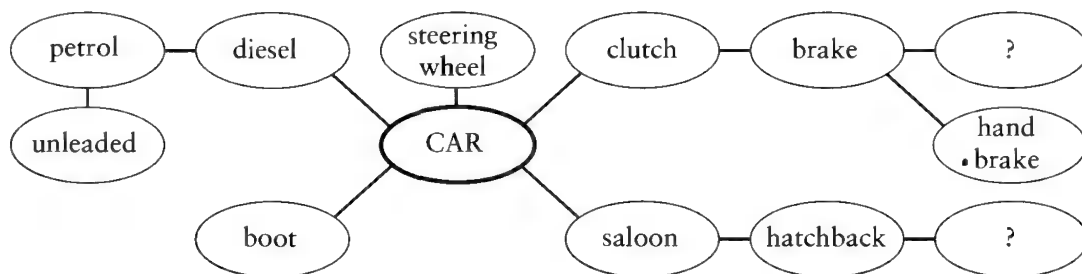 petrol
diesel
steering
wheel
clutch
brake
?
unleaded
CAR
hand
brake
boot
saloon
hatchback
?